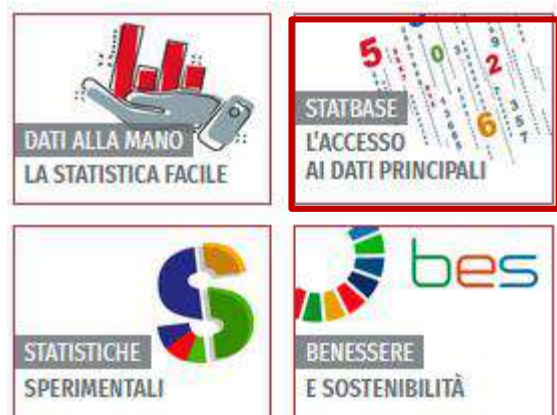 DATI ALLA MANO
LA STATISTICA FACILE
STATBASE
L'ACCESSO
AI DATI PRINCIPALI
STATISTICHE
SPERIMENTALI
bes
BENESSERE
E SOSTENIBILITÀ